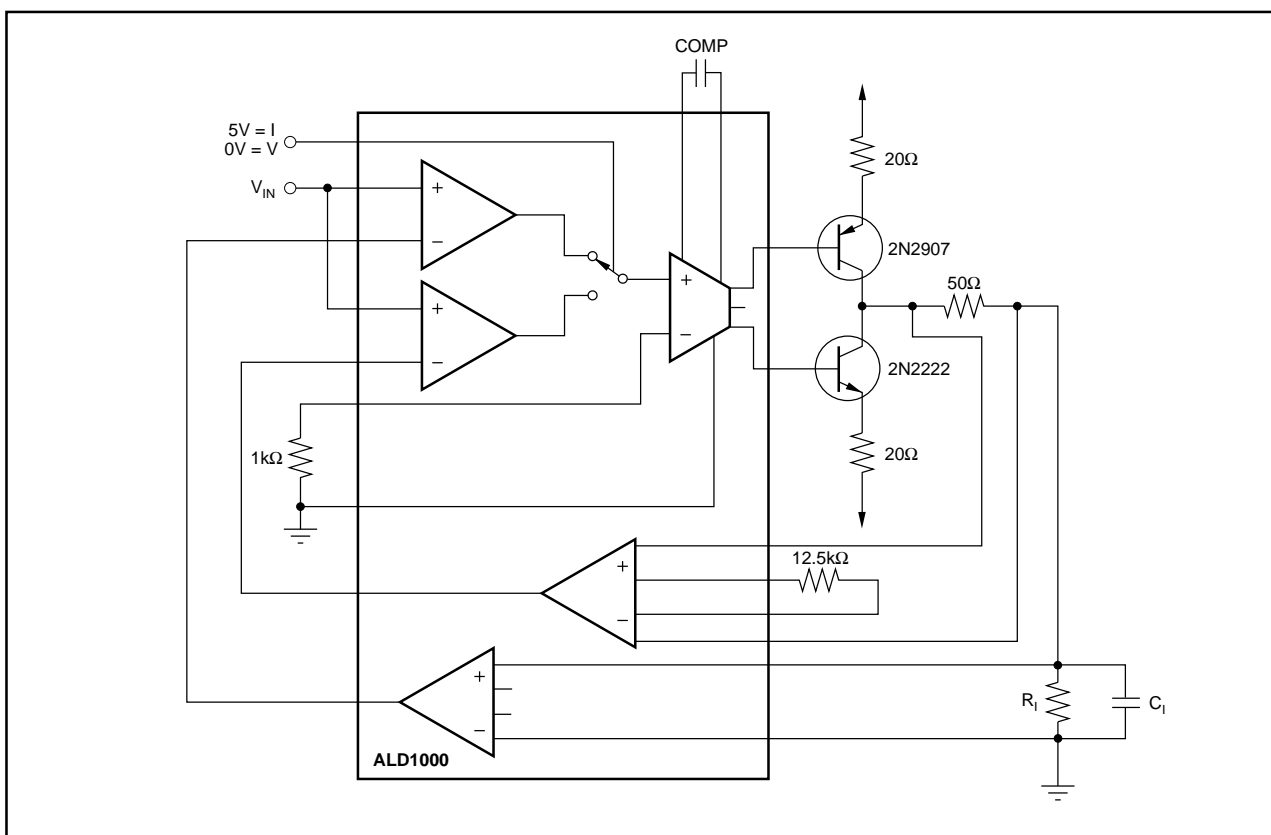 COMP
5V = I
0V = V
V_IN
+
−
+
−
+
−
20Ω
2N2907
50Ω
2N2222
20Ω
1kΩ
12.5kΩ
+
−
+
−
R_I
C_I
ALD1000